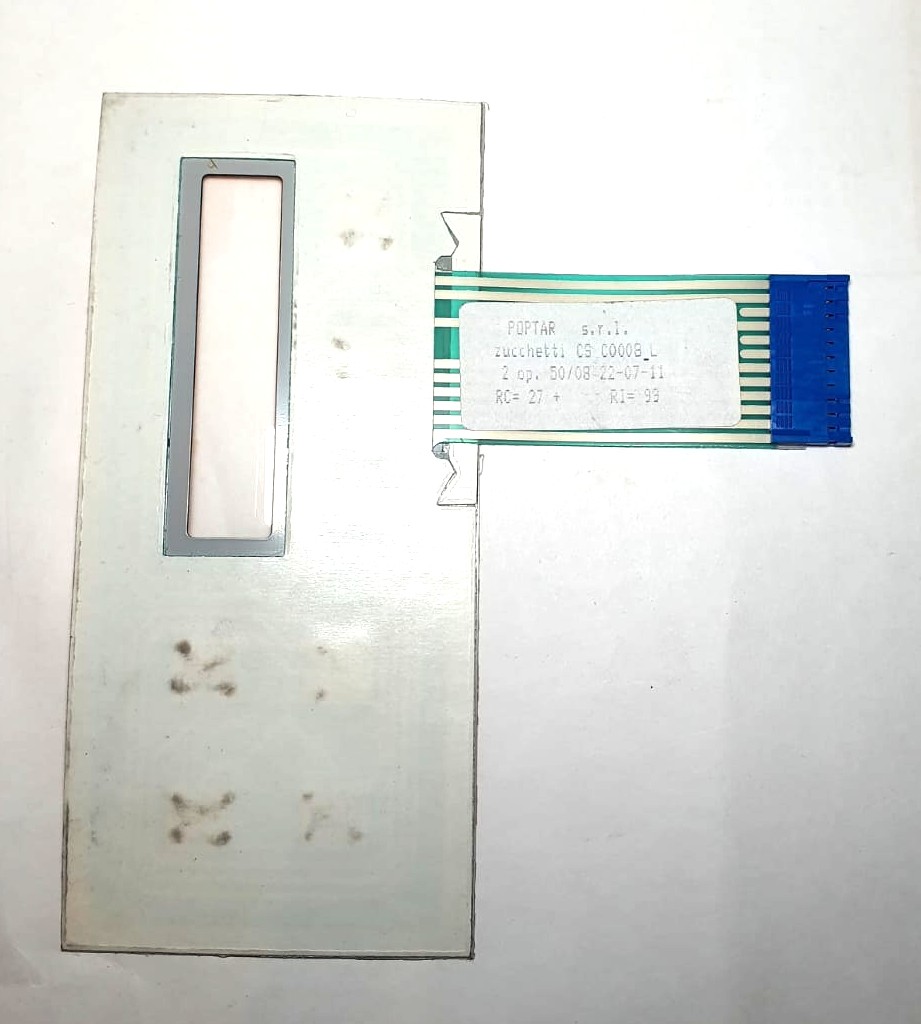 POPTAR s.r.l.
zucchetti CS C0008_L
2 op. 50/08 22-07-11
RC= 27 + RI= 99